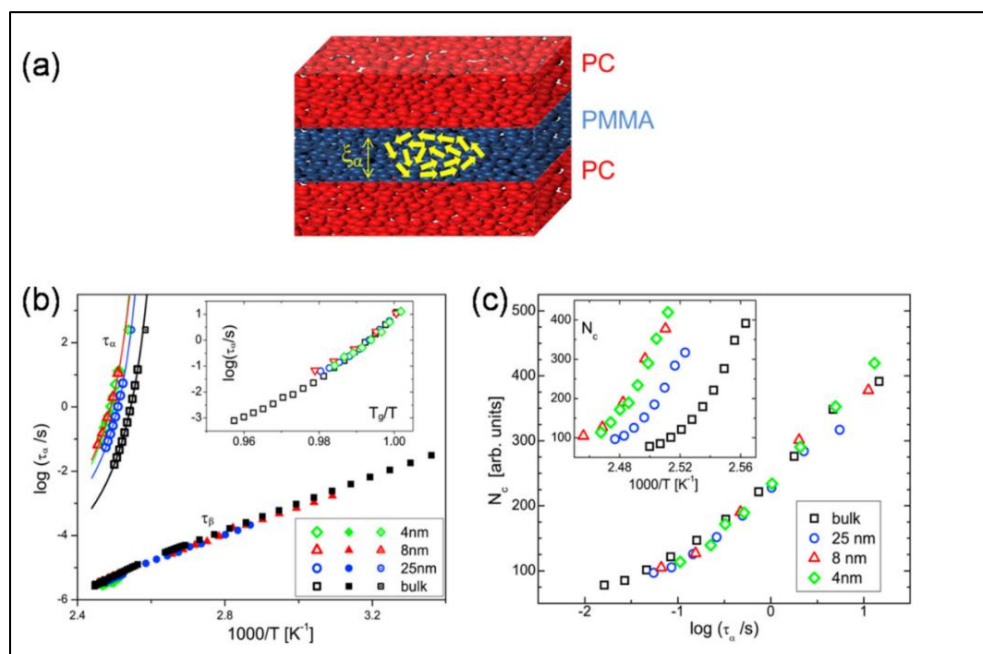 (a)
PC
PMMA
PC
ξα
(b)
τα
τβ
log (τα/s)
2
0
-2
-4
-6
2.4 2.8 3.2
1000/T [K-1]
log(τα/s)
1
0
-1
-2
-3
0.96 0.98 1.00
Tg/T
4nm
8nm
25nm
bulk
(c)
Nc [arb. units]
500
400
300
200
100
-2 -1 0 1
log (τα/s)
Nc
400
300
200
100
2.48 2.52 2.56
1000/T [K-1]
bulk
25 nm
8 nm
4nm